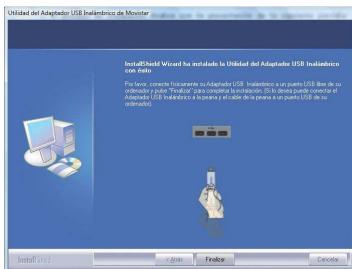 Utilidad del Adaptador USB Inalámbrico de Movistar
InstallShield Wizard ha instalado la Utilidad del Adaptador USB Inalámbrico
con éxito
Por favor, conecte físicamente su Adaptador USB Inalámbrico a un puerto USB libre de su
ordenador y pulse "Finalizar" para completar la instalación. (Si lo desea puede conectar el
Adaptador USB Inalámbrico a la peana y el cable de la peana a un puerto USB de su
ordenador).
InstallShield
< Atrás
Finalizar
Cancelar